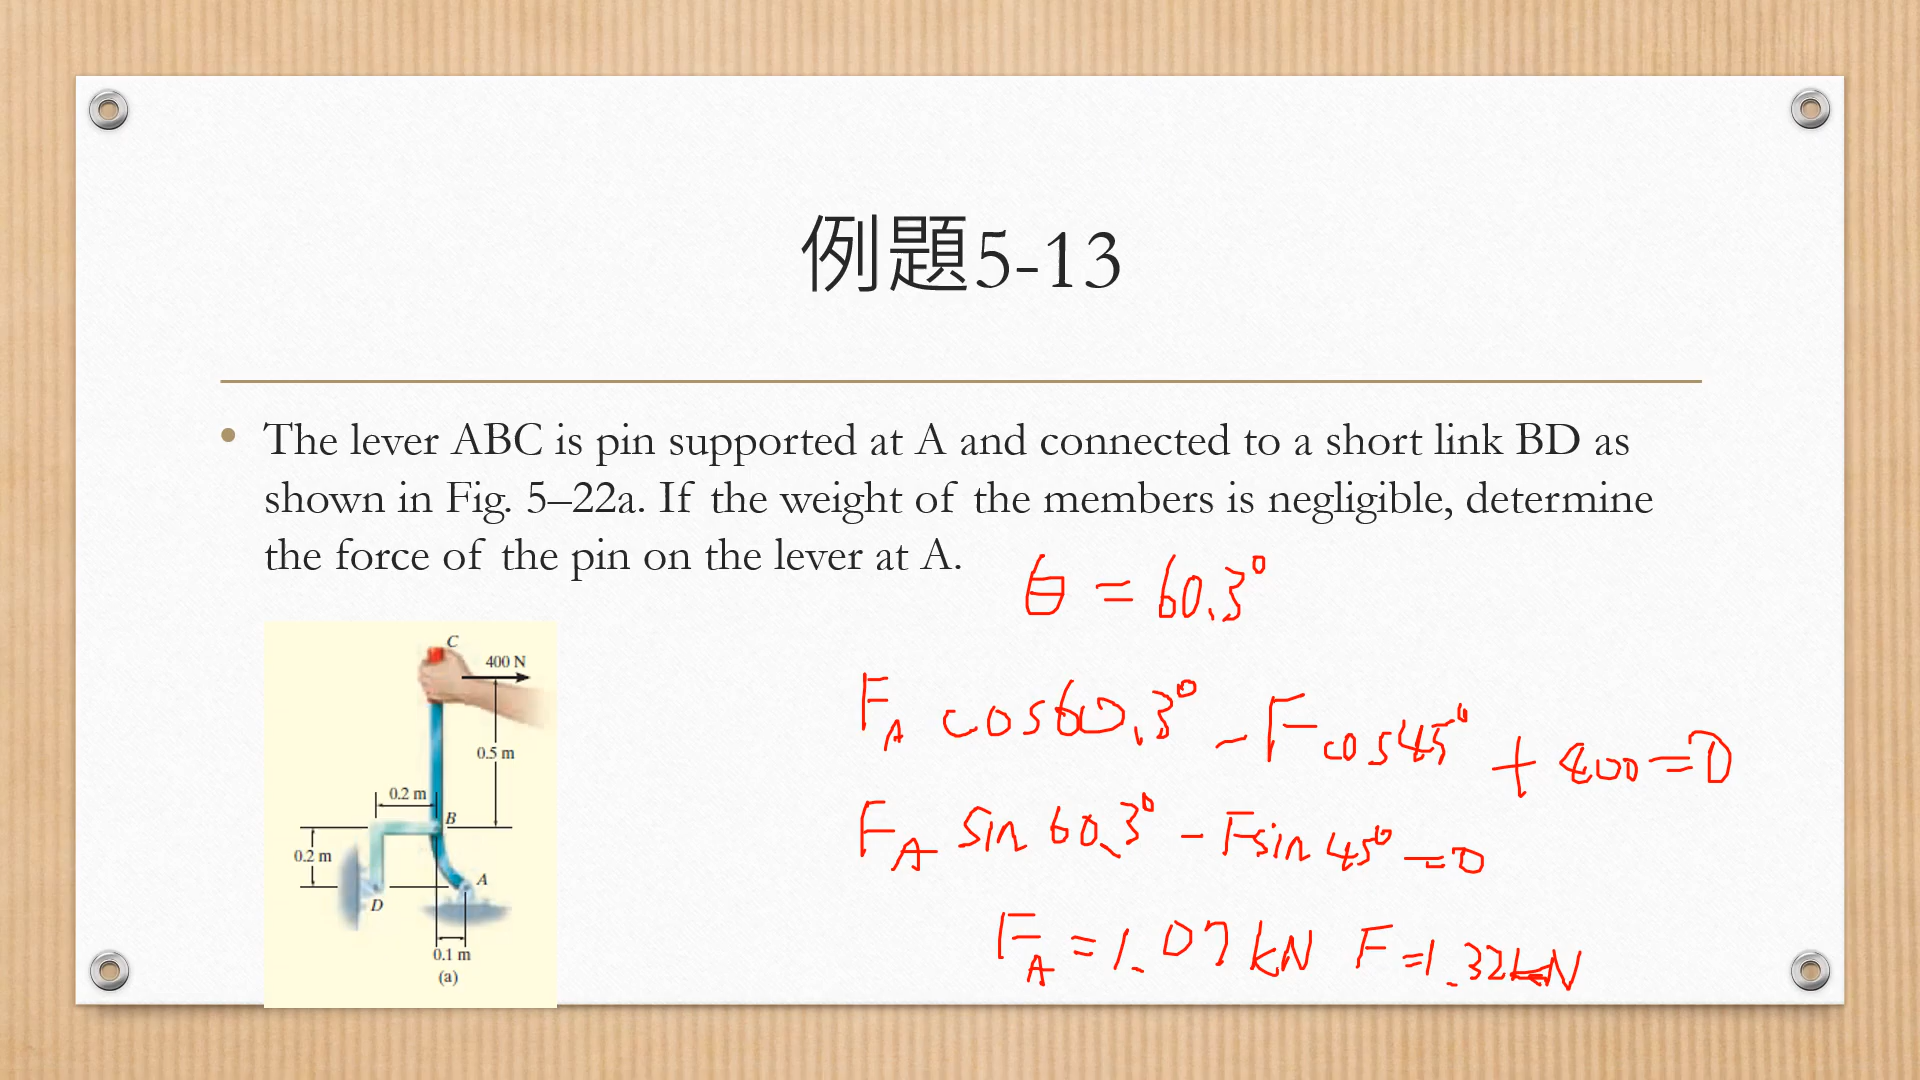 例題5-13
• The lever ABC is pin supported at A and connected to a short link BD as
shown in Fig. 5–22a. If the weight of the members is negligible, determine
the force of the pin on the lever at A.
θ = 60.3°
F_A cos60.3° - F cos45° + 400 = 0
F_A sin 60.3° - F sin 45° = 0
F_A = 1.07 kN F = 1.32 kN
C
400 N
0.5 m
0.2 m
B
0.2 m
A
D
0.1 m
(a)